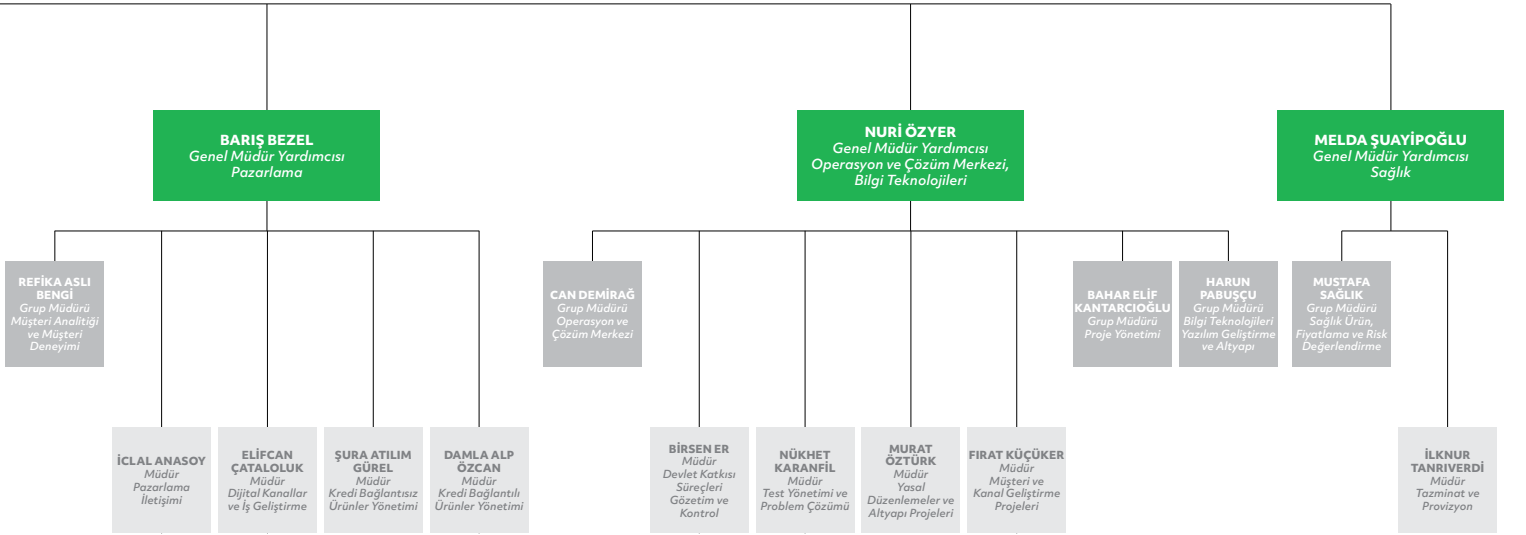 BARIŞ BEZEL
Genel Müdür Yardımcısı
Pazarlama
NURİ ÖZYER
Genel Müdür Yardımcısı
Operasyon ve Çözüm Merkezi,
Bilgi Teknolojileri
MELDA ŞUAYİPOĞLU
Genel Müdür Yardımcısı
Sağlık
REFİKA ASLI
BENGİ
Grup Müdürü
Müşteri Analitiği
ve Müşteri
Deneyimi
CAN DEMİRAĞ
Grup Müdürü
Operasyon ve
Çözüm Merkezi
BAHAR ELİF
KANTARCIOĞLU
Grup Müdürü
Proje Yönetimi
HARUN
PABUŞÇU
Grup Müdürü
Bilgi Teknolojileri
Yazılım Geliştirme
ve Altyapı
MUSTAFA
SAĞLIK
Grup Müdürü
Sağlık Ürün,
Fiyatlama ve Risk
Değerlendirme
İCLAL ANASOY
Müdür
Pazarlama
İletişimi
ELİFCAN
ÇATALOLUK
Müdür
Dijital Kanallar
ve İş Geliştirme
ŞURA ATILIM
GÜREL
Müdür
Kredi Bağlantısız
Ürünler Yönetimi
DAMLA ALP
ÖZCAN
Müdür
Kredi Bağlantılı
Ürünler Yönetimi
BİRSEN ER
Müdür
Devlet Katkısı
Süreçleri
Gözetim ve
Kontrol
NÜKHET
KARANFİL
Müdür
Test Yönetimi ve
Problem Çözümü
MURAT
ÖZTÜRK
Müdür
Yasal
Düzenlemeler ve
Altyapı Projeleri
FIRAT KÜÇÜKER
Müdür
Müşteri ve
Kanal Geliştirme
Projeleri
İLKNUR
TANRIVERDİ
Müdür
Tazminat ve
Provizyon